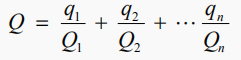 Q = q₁/Q₁ + q₂/Q₂ + ⋯ qₙ/Qₙ